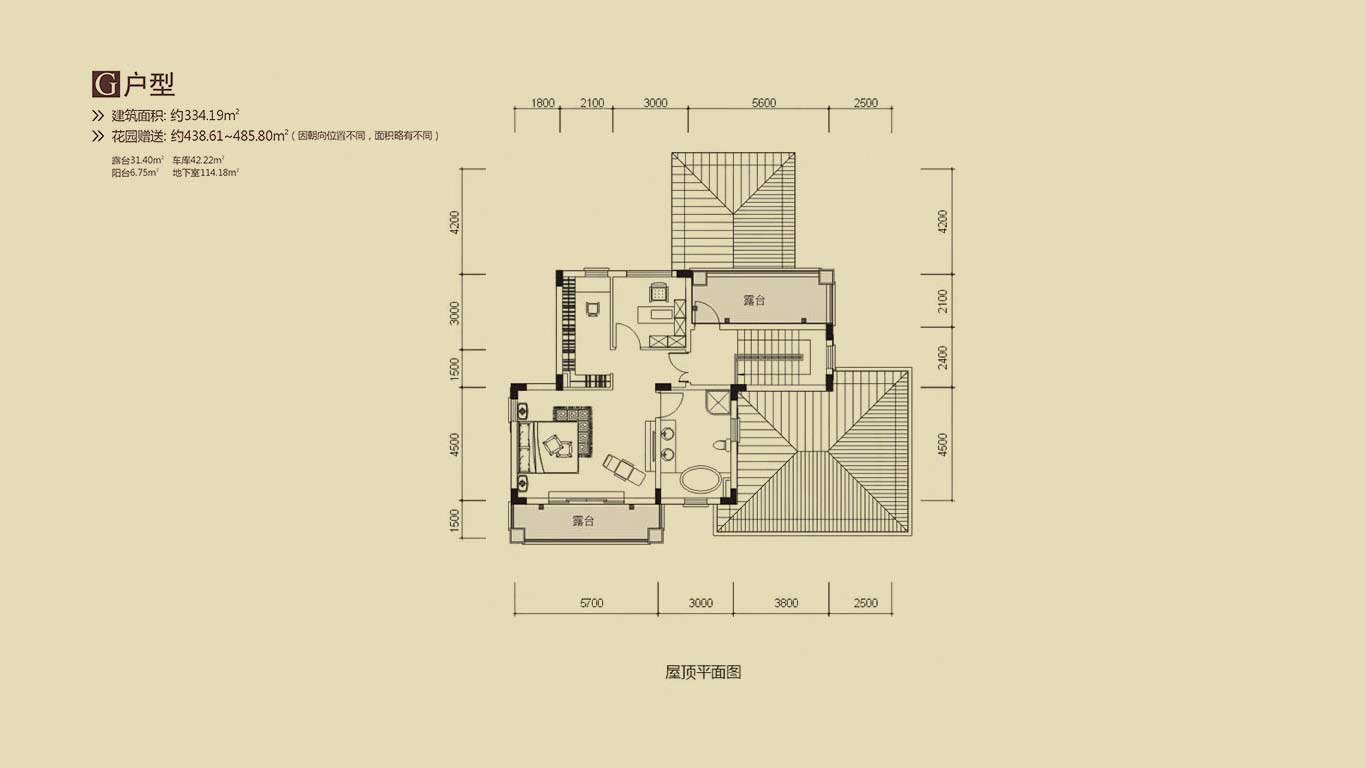 G户型
建筑面积: 约334.19m²
花园赠送: 约438.61~485.80m²（因朝向位置不同，面积略有不同）
露台31.40m² 车库42.22m²
阳台6.75m² 地下室114.18m²
1800 2100 3000 5600 2500
4200
3000
1500
4500
1500
露台
露台
4200
2100
2400
4500
5700 3000 3800 2500
屋顶平面图